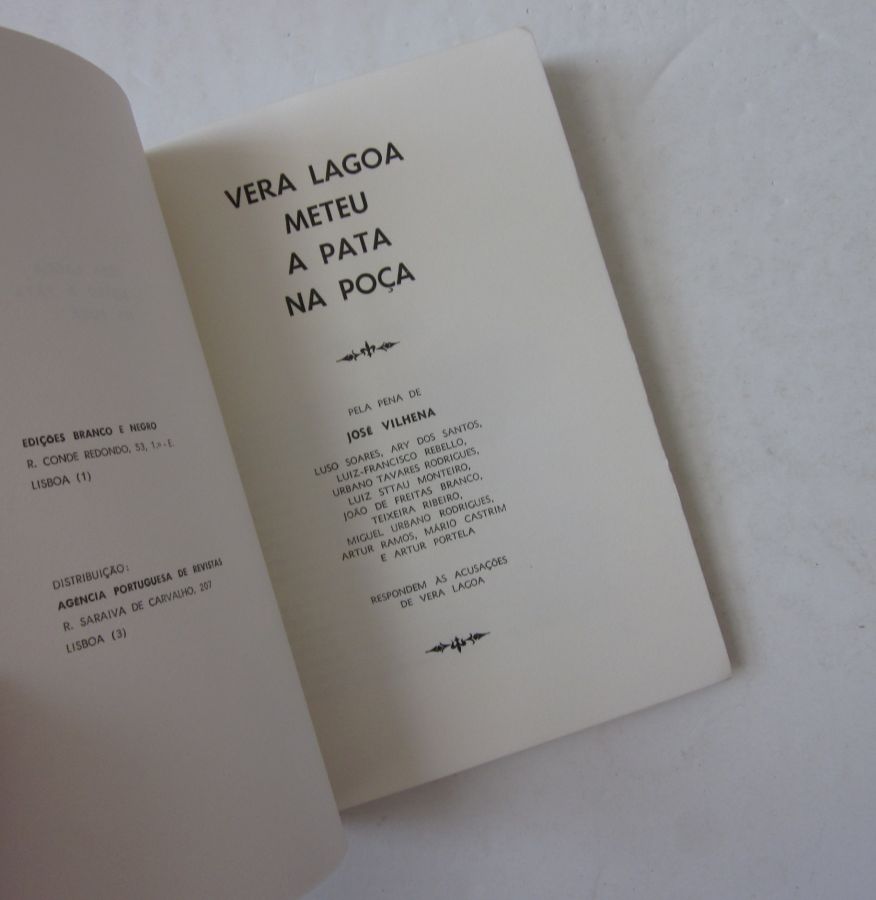 EDIÇÕES BRANCO E NEGRO
R. CONDE REDONDO, 53, 1.º - E.
LISBOA (1)
DISTRIBUIÇÃO:
AGÊNCIA PORTUGUESA DE REVISTAS
R. SARAIVA DE CARVALHO, 207
LISBOA (3)
VERA LAGOA
METEU
A PATA
NA POÇA
PELA PENA DE
JOSÉ VILHENA
LUSO SOARES, ARY DOS SANTOS,
LUIZ-FRANCISCO REBELLO,
URBANO TAVARES RODRIGUES,
LUIZ STTAU MONTEIRO,
JOÃO DE FREITAS BRANCO,
TEIXEIRA RIBEIRO,
MIGUEL URBANO RODRIGUES,
ARTUR RAMOS, MÁRIO CASTRIM
E ARTUR PORTELA
RESPONDEM ÀS ACUSAÇÕES
DE VERA LAGOA